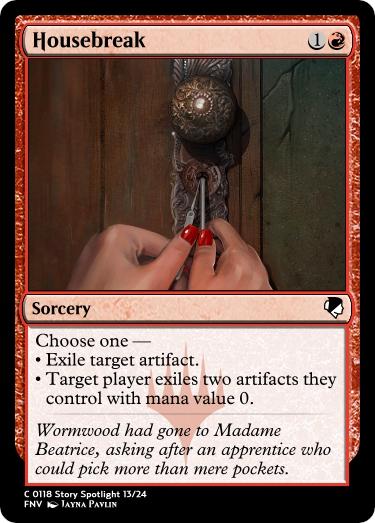 Housebreak 1
Sorcery
Choose one —
• Exile target artifact.
• Target player exiles two artifacts they
control with mana value 0.
Wormwood had gone to Madame
Beatrice, asking after an apprentice who
could pick more than mere pockets.
C 0118 Story Spotlight 13/24
FNV Jayna Pavlin